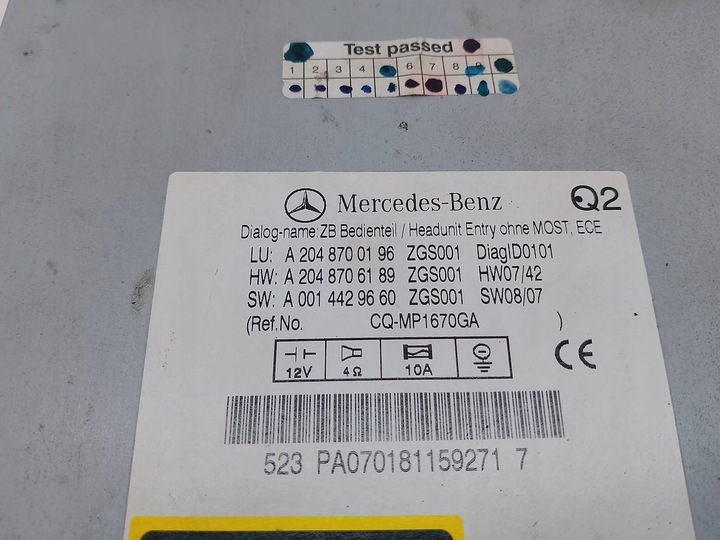 Test passed
1 2 3 4 6 7 8 9
Mercedes-Benz Q2
Dialog-name: ZB Bedienteil / Headunit Entry ohne MOST, ECE
LU: A 204 870 01 96 ZGS001 DiagID0101
HW: A 204 870 61 89 ZGS001 HW07/42
SW: A 001 442 96 60 ZGS001 SW08/07
(Ref.No. CQ-MP1670GA )
12V 4Ω 10A CE
523 PA070181159271 7